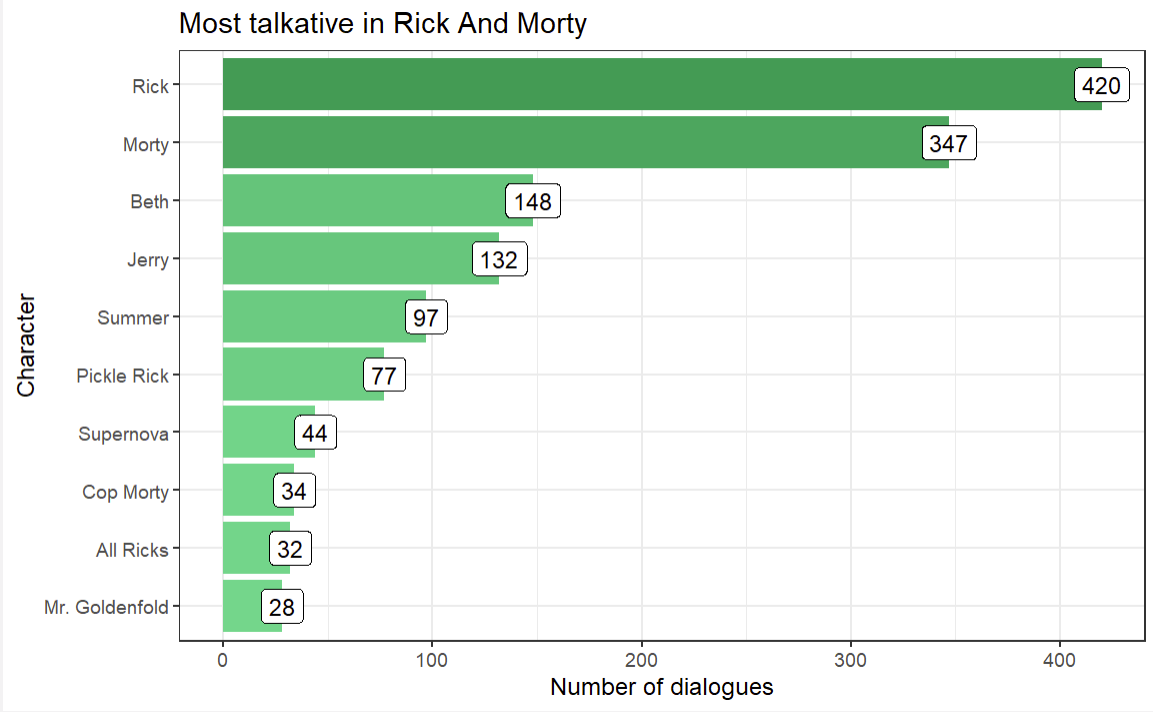 Most talkative in Rick And Morty
Character
Rick 420
Morty 347
Beth 148
Jerry 132
Summer 97
Pickle Rick 77
Supernova 44
Cop Morty 34
All Ricks 32
Mr. Goldenfold 28
0 100 200 300 400
Number of dialogues